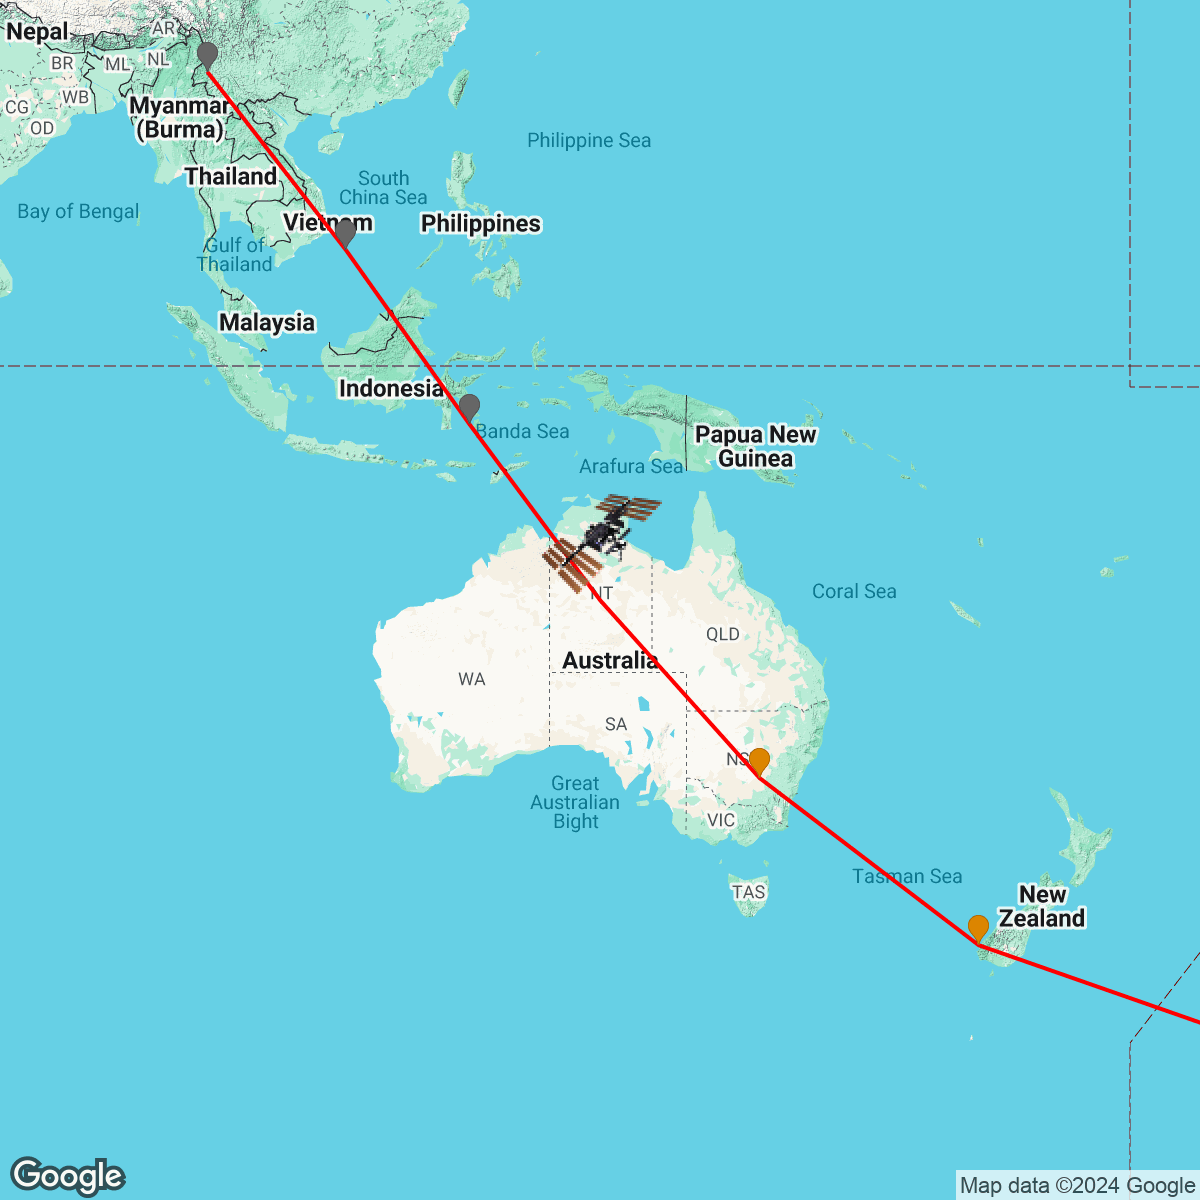 Nepal
AR
BR
ML
NL
WB
CG
OD
Myanmar
(Burma)
Philippine Sea
Thailand
South
China Sea
Bay of Bengal
Vietnam
Philippines
Gulf of
Thailand
Malaysia
Indonesia
Banda Sea
Papua New
Guinea
Arafura Sea
NT
Coral Sea
QLD
Australia
WA
SA
NS
Great
Australian
Bight
VIC
Tasman Sea
TAS
New
Zealand
Google
Map data ©2024 Google